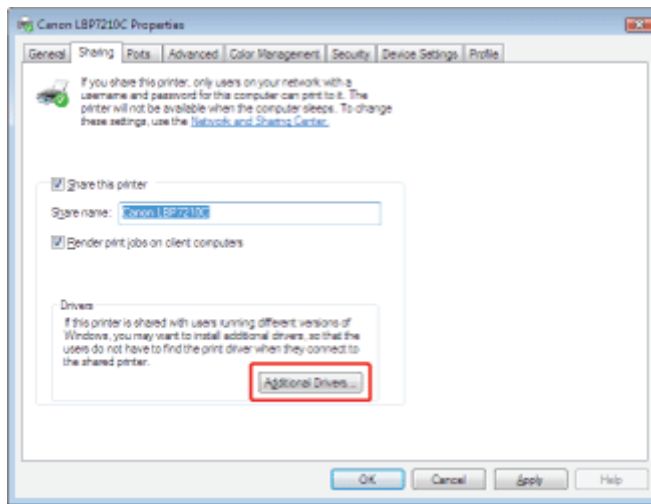 Canon LBP7210C Properties
General Sharing Ports Advanced Color Management Security Device Settings Profile
If you share this printer, only users on your network with a
username and password for this computer can print to it. The
printer will not be available when the computer sleeps. To change
these settings, use the Network and Sharing Center.
Share this printer
Share name: Canon LBP7210C
Render print jobs on client computers
Drivers
If this printer is shared with users running different versions of
Windows, you may want to install additional drivers, so that the
users do not have to find the print driver when they connect to
the shared printer.
Additional Drivers...
OK Cancel Apply Help